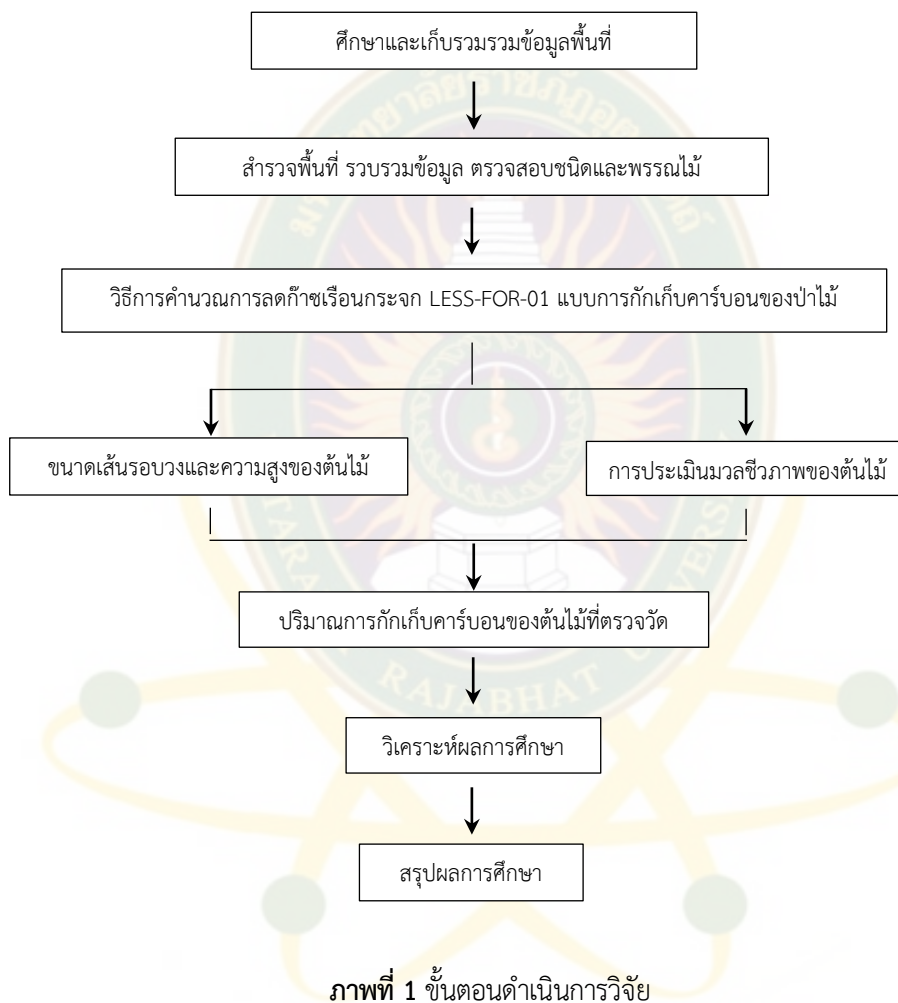 ศึกษาและเก็บรวมรวมข้อมูลพื้นที่
สำรวจพื้นที่ รวบรวมข้อมูล ตรวจสอบชนิดและพรรณไม้
วิธีการคำนวณการลดก๊าซเรือนกระจก LESS-FOR-01 แบบการกักเก็บคาร์บอนของป่าไม้
ขนาดเส้นรอบวงและความสูงของต้นไม้
การประเมินมวลชีวภาพของต้นไม้
ปริมาณการกักเก็บคาร์บอนของต้นไม้ที่ตรวจวัด
RAJABHAT
วิเคราะห์ผลการศึกษา
สรุปผลการศึกษา
ภาพที่ 1 ขั้นตอนดำเนินการวิจัย